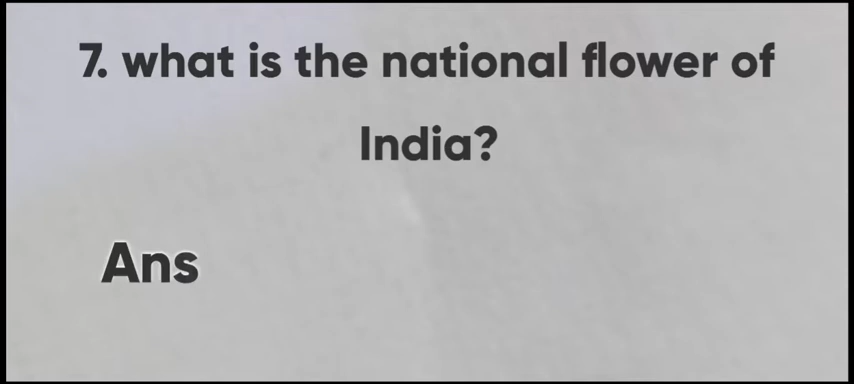 7. what is the national flower of
India?
Ans